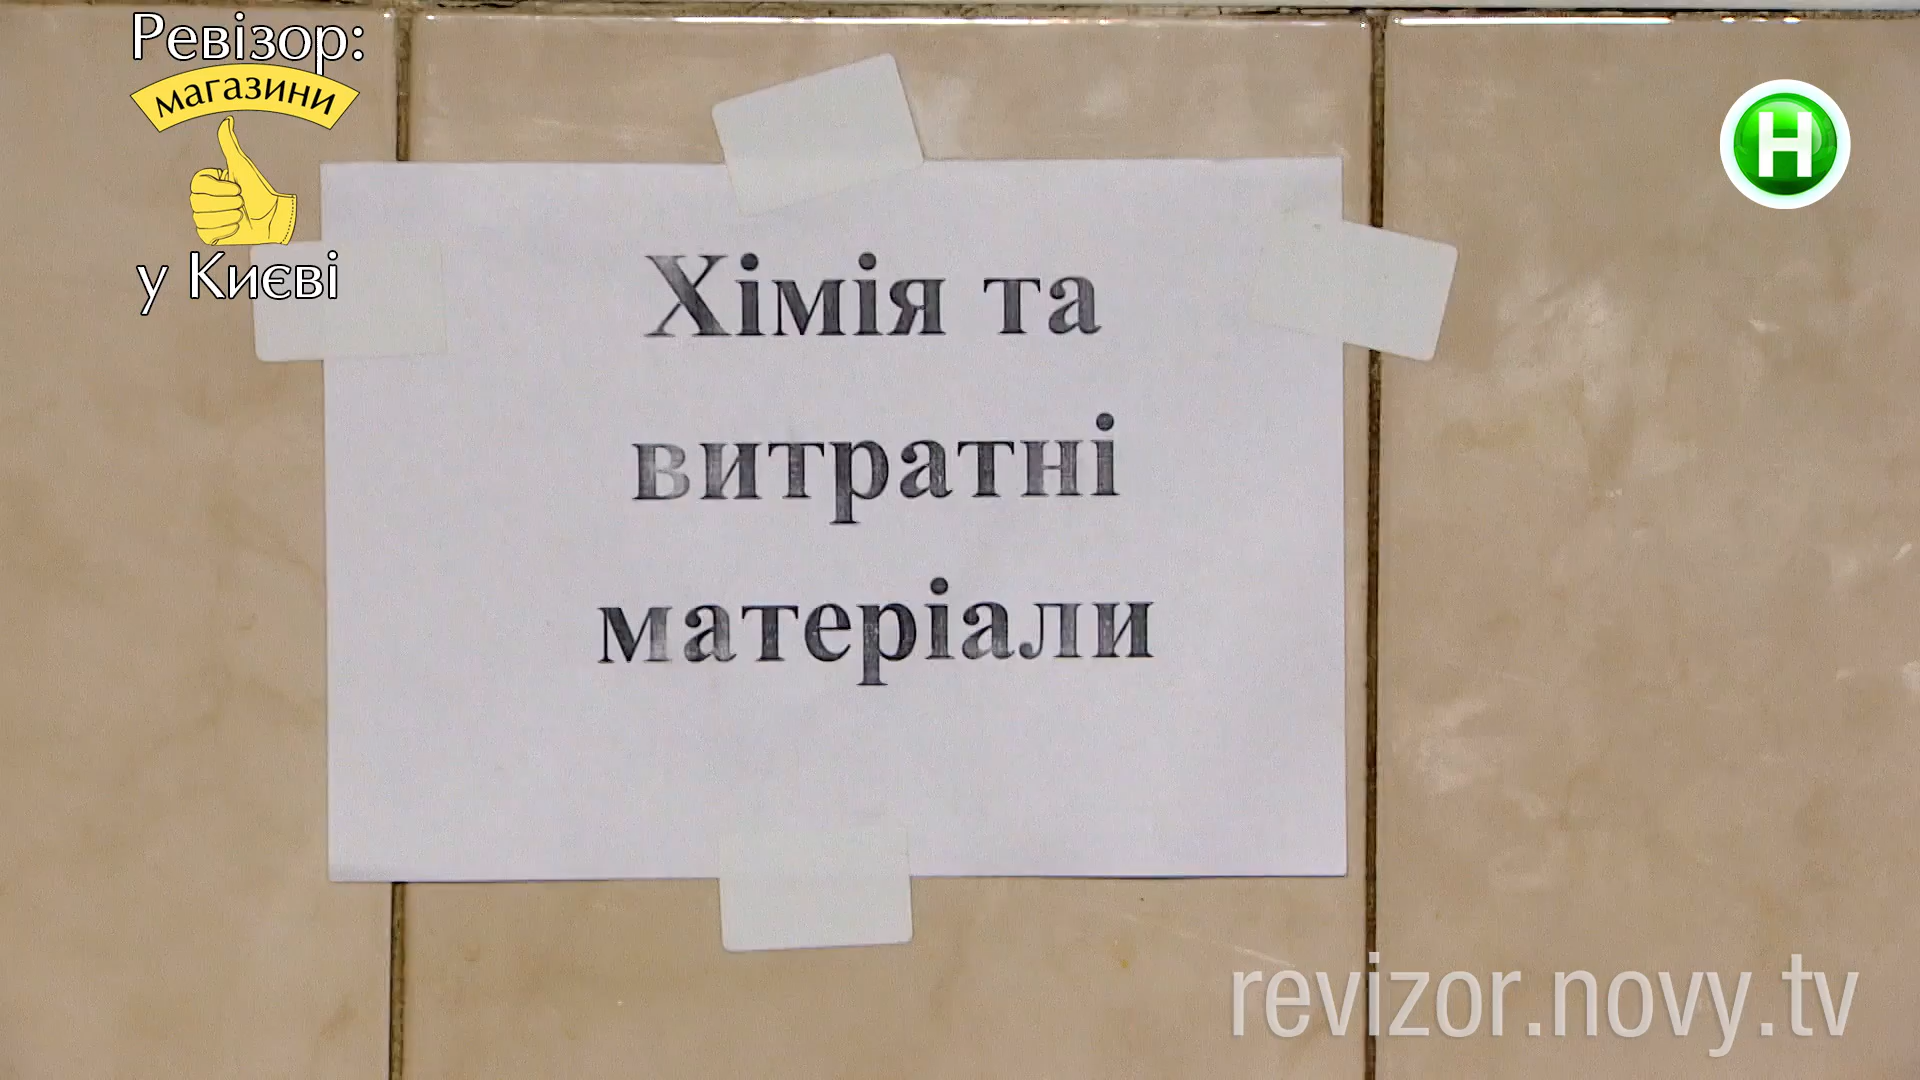 Ревізор:
магазини
у Києві
Н
Хімія та
витратні
матеріали
revizor.novy.tv